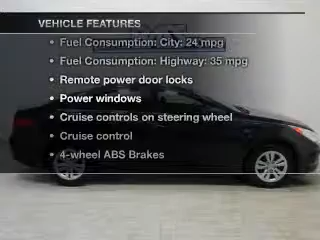 VEHICLE FEATURES
• Fuel Consumption: City: 24 mpg
• Fuel Consumption: Highway: 35 mpg
• Remote power door locks
• Power windows
• Cruise controls on steering wheel
• Cruise control
• 4-wheel ABS Brakes